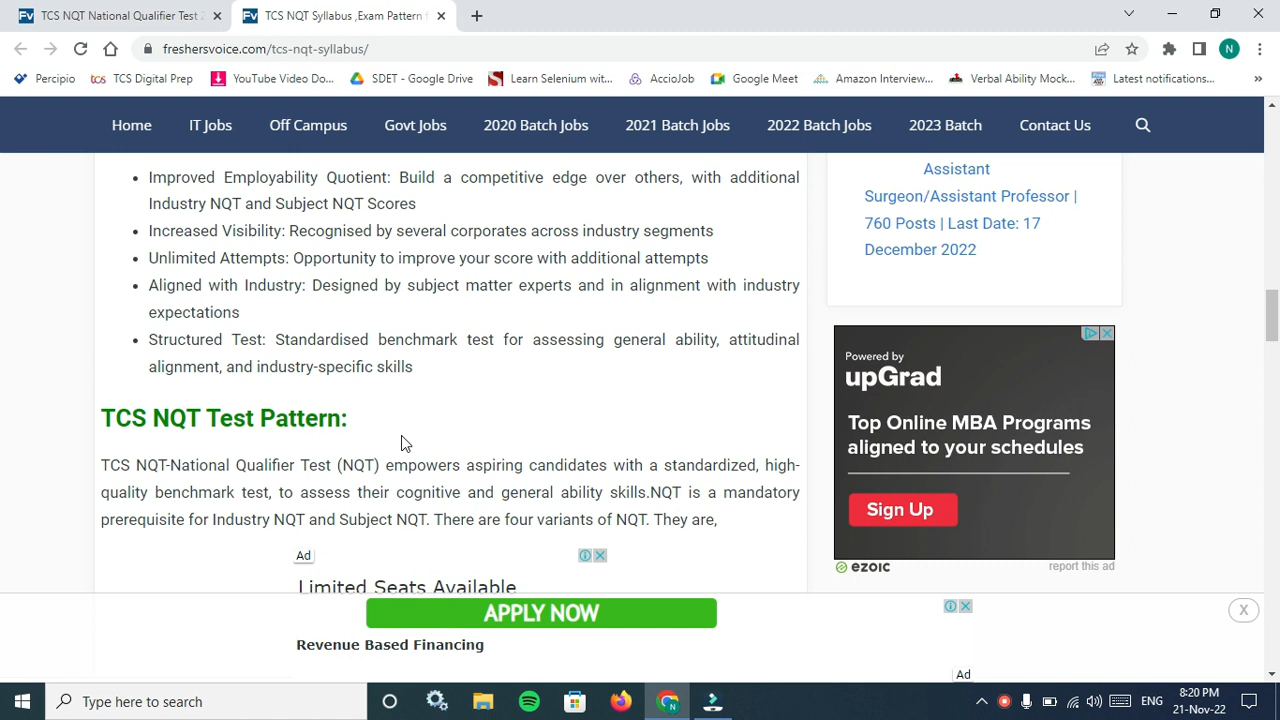 TCS NQT National Qualifier Test 2
TCS NQT Syllabus ,Exam Pattern
freshersvoice.com/tcs-nqt-syllabus/
N
Percipio
TCS Digital Prep
YouTube Video Do...
SDET - Google Drive
Learn Selenium wit...
AccioJob
Google Meet
Amazon Interview...
Verbal Ability Mock...
Latest notifications...
Home
IT Jobs
Off Campus
Govt Jobs
2020 Batch Jobs
2021 Batch Jobs
2022 Batch Jobs
2023 Batch
Contact Us
Improved Employability Quotient: Build a competitive edge over others, with additional
Industry NQT and Subject NQT Scores
Increased Visibility: Recognised by several corporates across industry segments
Unlimited Attempts: Opportunity to improve your score with additional attempts
Aligned with Industry: Designed by subject matter experts and in alignment with industry
expectations
Structured Test: Standardised benchmark test for assessing general ability, attitudinal
alignment, and industry-specific skills
TCS NQT Test Pattern:
TCS NQT-National Qualifier Test (NQT) empowers aspiring candidates with a standardized, high-
quality benchmark test, to assess their cognitive and general ability skills.NQT is a mandatory
prerequisite for Industry NQT and Subject NQT. There are four variants of NQT. They are,
Ad
Limited Seats Available
Assistant
Surgeon/Assistant Professor |
760 Posts | Last Date: 17
December 2022
Powered by
upGrad
Top Online MBA Programs
aligned to your schedules
Sign Up
ezoic
report this ad
APPLY NOW
Revenue Based Financing
X
Ad
Type here to search
N
ENG
8:20 PM
21-Nov-22